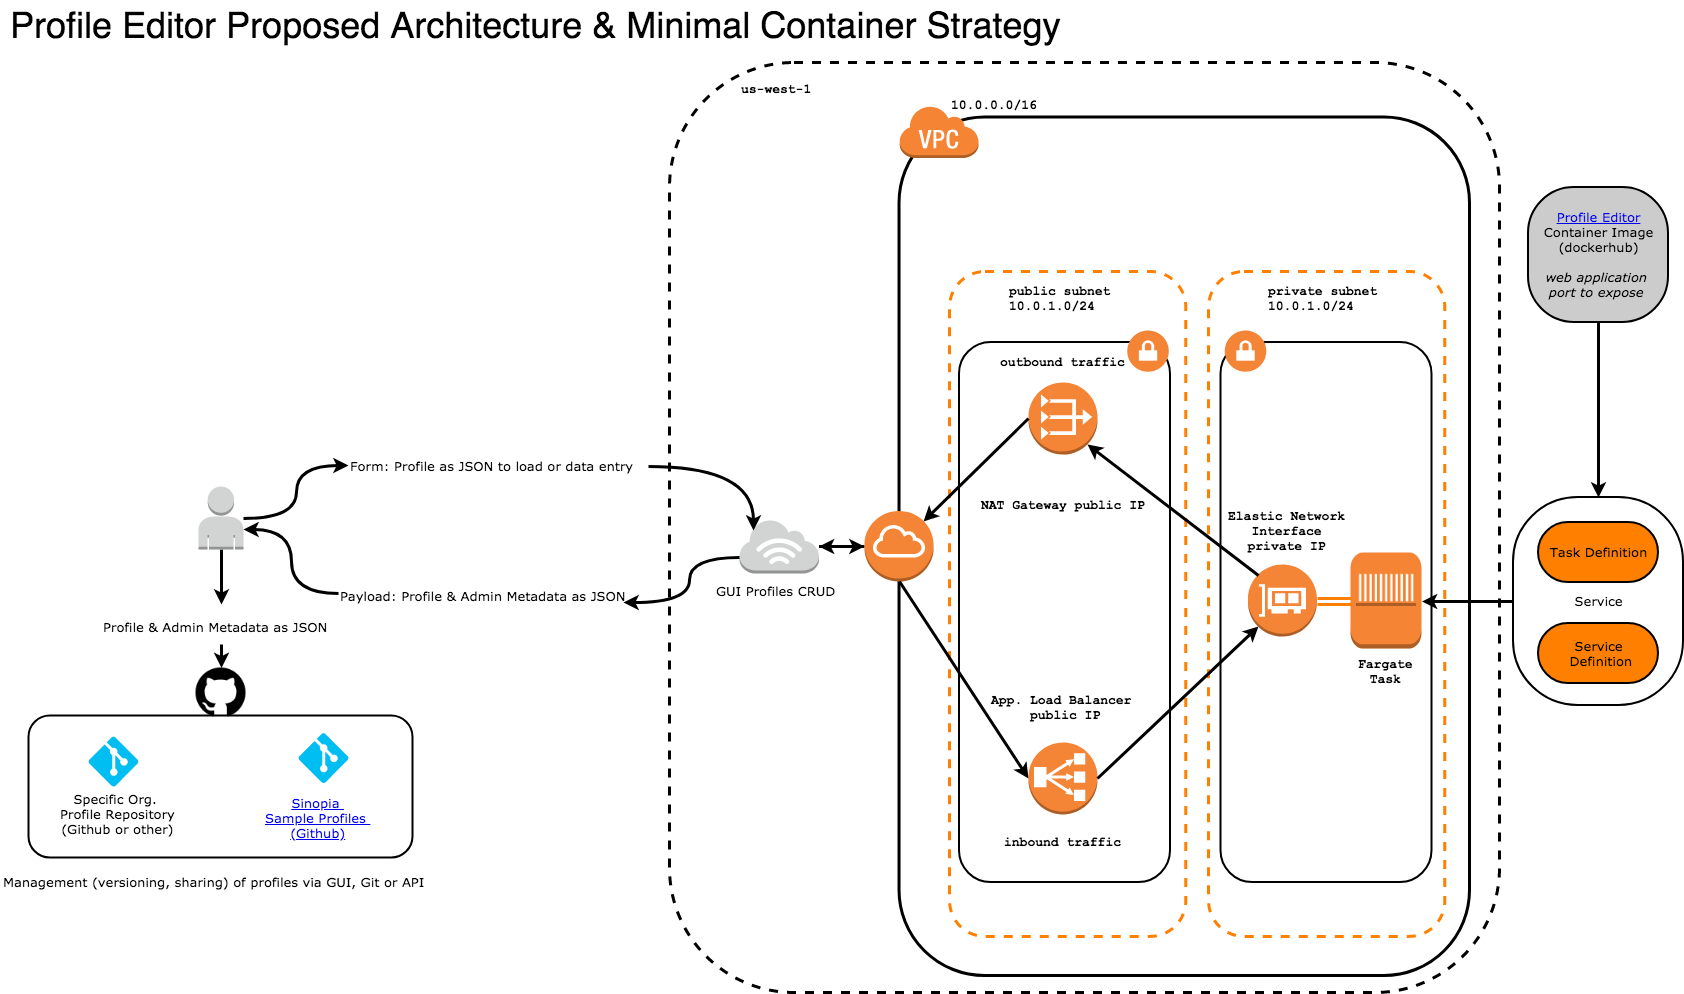 Profile Editor Proposed Architecture & Minimal Container Strategy
us-west-1
10.0.0.0/16
VPC
Profile Editor
Container Image
(dockerhub)
web application
port to expose
public subnet
10.0.1.0/24
private subnet
10.0.1.0/24
outbound traffic
Form: Profile as JSON to load or data entry
NAT Gateway public IP
Elastic Network
Interface
private IP
Task Definition
Service
Service
Definition
GUI Profiles CRUD
Payload: Profile & Admin Metadata as JSON
Profile & Admin Metadata as JSON
Fargate
Task
App. Load Balancer
public IP
inbound traffic
Specific Org.
Profile Repository
(Github or other)
Sinopia
Sample Profiles
(Github)
Management (versioning, sharing) of profiles via GUI, Git or API